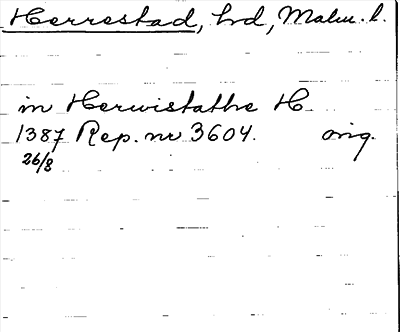 Herrestad, hd, Malm. l.
in Herwistathe H
1387 Rep. nr 3604. orig.
26/8